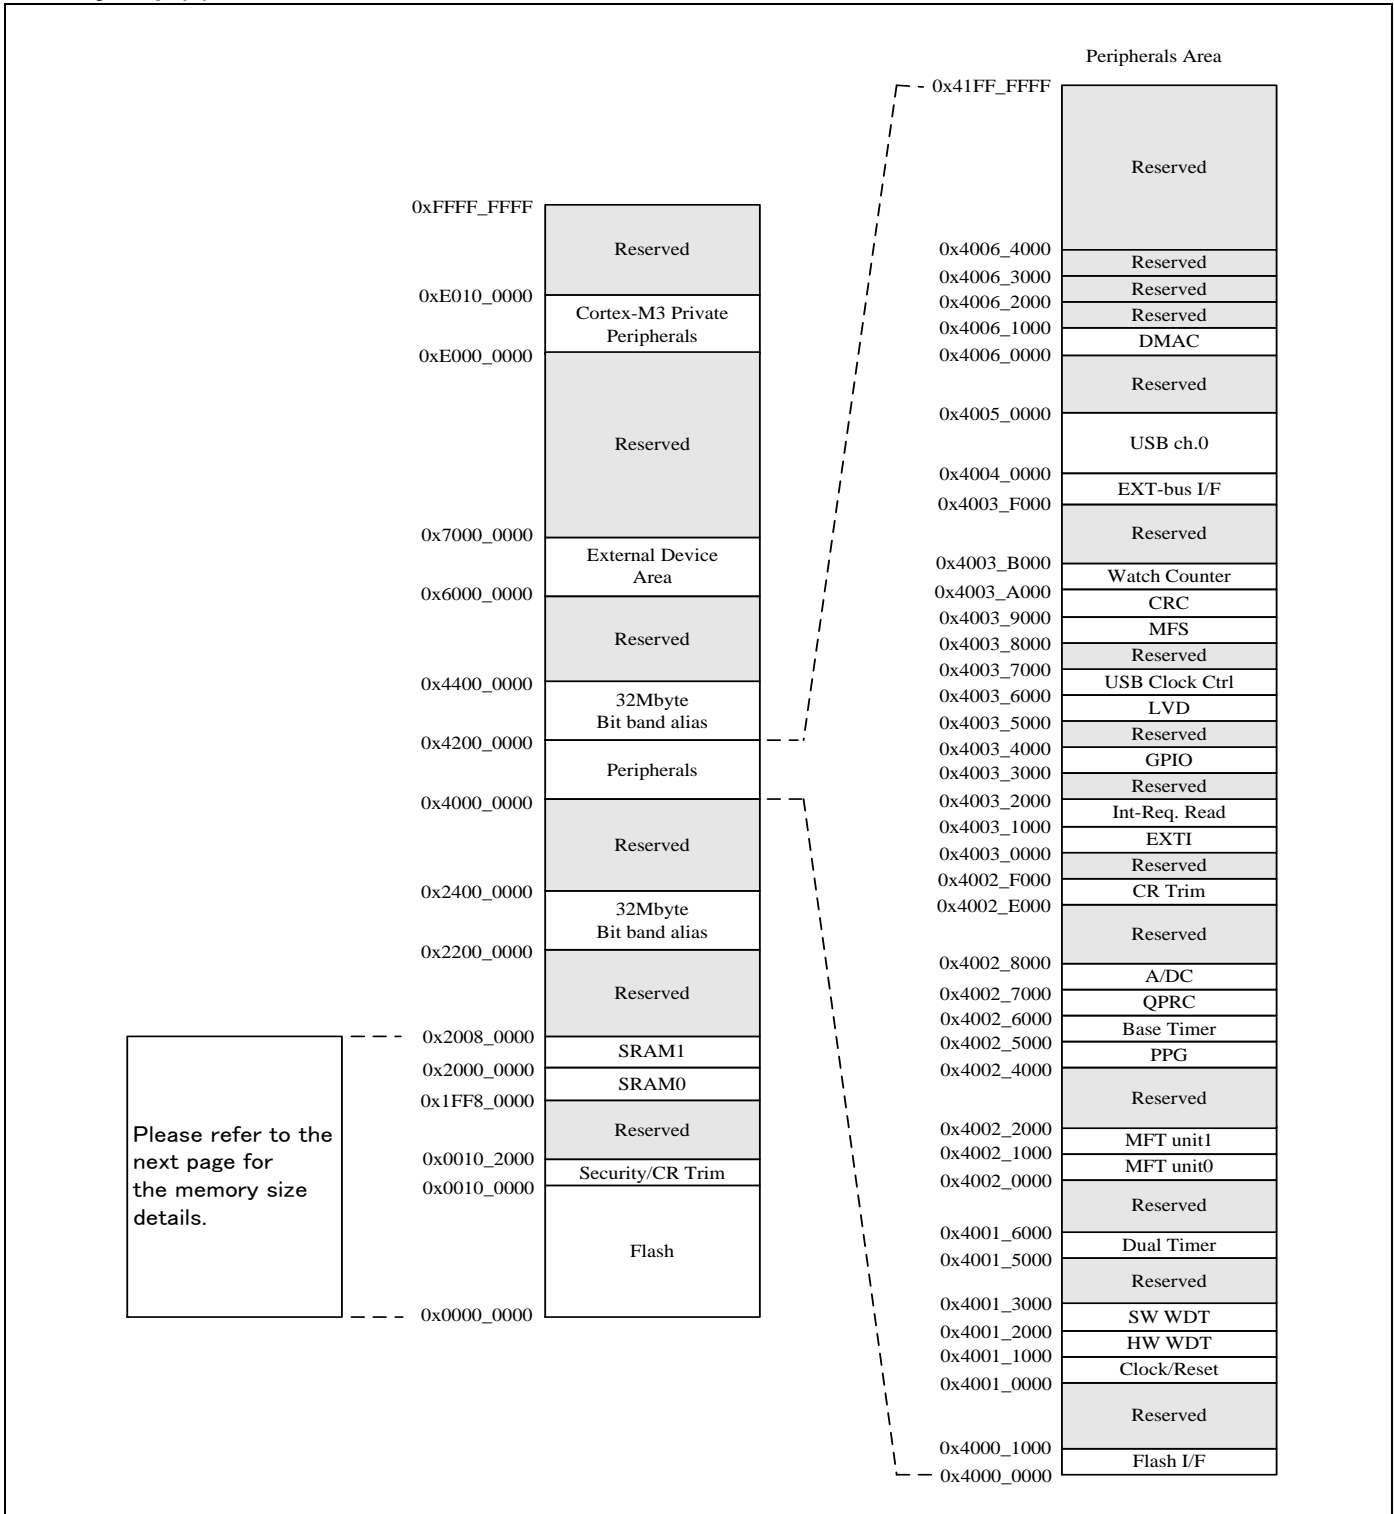 Peripherals Area
0x41FF_FFFF
Reserved
0x4006_4000
Reserved
0x4006_3000
Reserved
0x4006_2000
Reserved
0x4006_1000
DMAC
0x4006_0000
Reserved
0x4005_0000
USB ch.0
0x4004_0000
EXT-bus I/F
0x4003_F000
Reserved
0x4003_B000
Watch Counter
0x4003_A000
CRC
0x4003_9000
MFS
0x4003_8000
Reserved
0x4003_7000
USB Clock Ctrl
0x4003_6000
LVD
0x4003_5000
Reserved
0x4003_4000
GPIO
0x4003_3000
Reserved
0x4003_2000
Int-Req. Read
0x4003_1000
EXTI
0x4003_0000
Reserved
0x4002_F000
CR Trim
0x4002_E000
Reserved
0x4002_8000
A/DC
0x4002_7000
QPRC
0x4002_6000
Base Timer
0x4002_5000
PPG
0x4002_4000
Reserved
0x4002_2000
MFT unit1
0x4002_1000
MFT unit0
0x4002_0000
Reserved
0x4001_6000
Dual Timer
0x4001_5000
Reserved
0x4001_3000
SW WDT
0x4001_2000
HW WDT
0x4001_1000
Clock/Reset
0x4001_0000
Reserved
0x4000_1000
Flash I/F
0x4000_0000
0xFFFF_FFFF
Reserved
0xE010_0000
Cortex-M3 Private
Peripherals
0xE000_0000
Reserved
0x7000_0000
External Device
Area
0x6000_0000
Reserved
0x4400_0000
32Mbyte
Bit band alias
0x4200_0000
Peripherals
0x4000_0000
Reserved
0x2400_0000
32Mbyte
Bit band alias
0x2200_0000
Reserved
0x2008_0000
SRAM1
0x2000_0000
SRAM0
0x1FF8_0000
Reserved
0x0010_2000
Security/CR Trim
0x0010_0000
Flash
0x0000_0000
Please refer to the
next page for
the memory size
details.